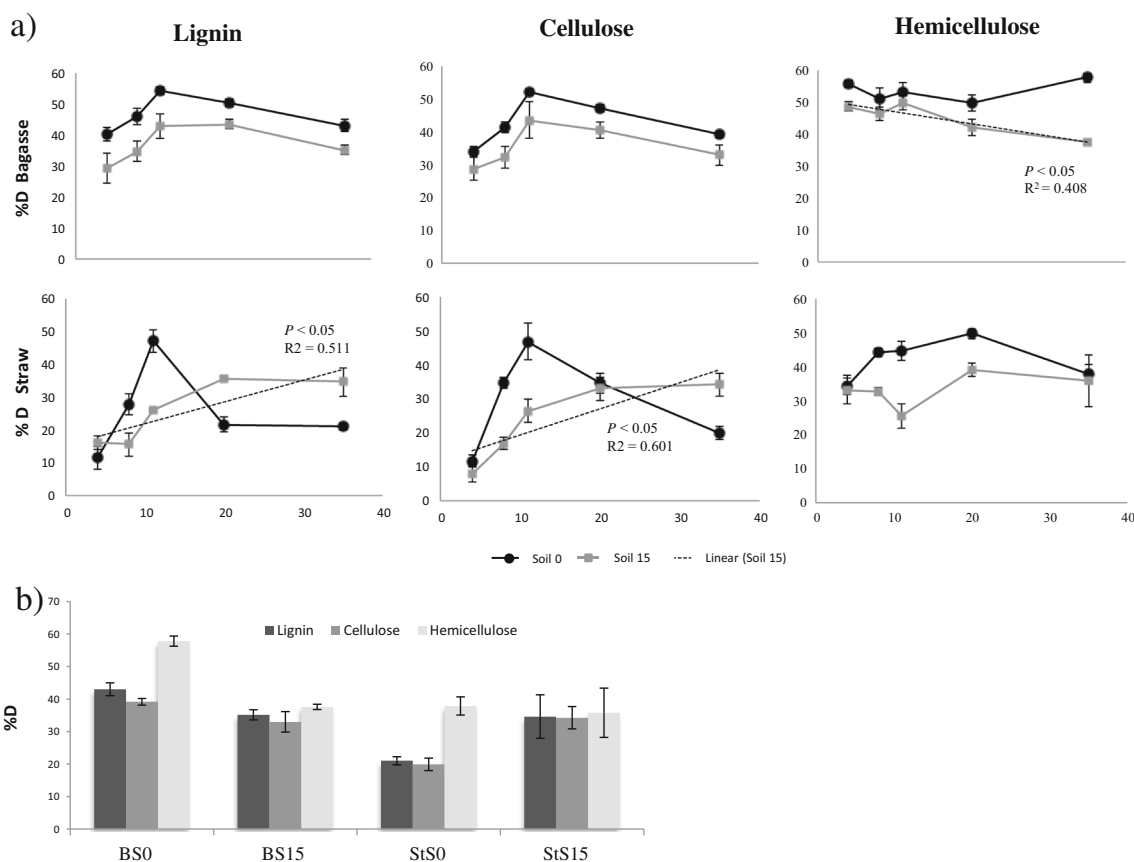 a)
Lignin
Cellulose
Hemicellulose
%D Bagasse
60
50
40
30
20
10
0
60
50
40
30
20
10
0
60
50
40
30
20
10
0
P < 0.05
R² = 0.408
% D Straw
60
50
40
30
20
10
0
0 10 20 30 40
P < 0.05
R2 = 0.511
60
50
40
30
20
10
0
0 10 20 30 40
P < 0.05
R2 = 0.601
60
50
40
30
20
10
0
0 10 20 30 40
Soil 0 Soil 15 Linear (Soil 15)
b)
%D
70
60
50
40
30
20
10
0
Lignin Cellulose Hemicellulose
BS0 BS15 StS0 StS15